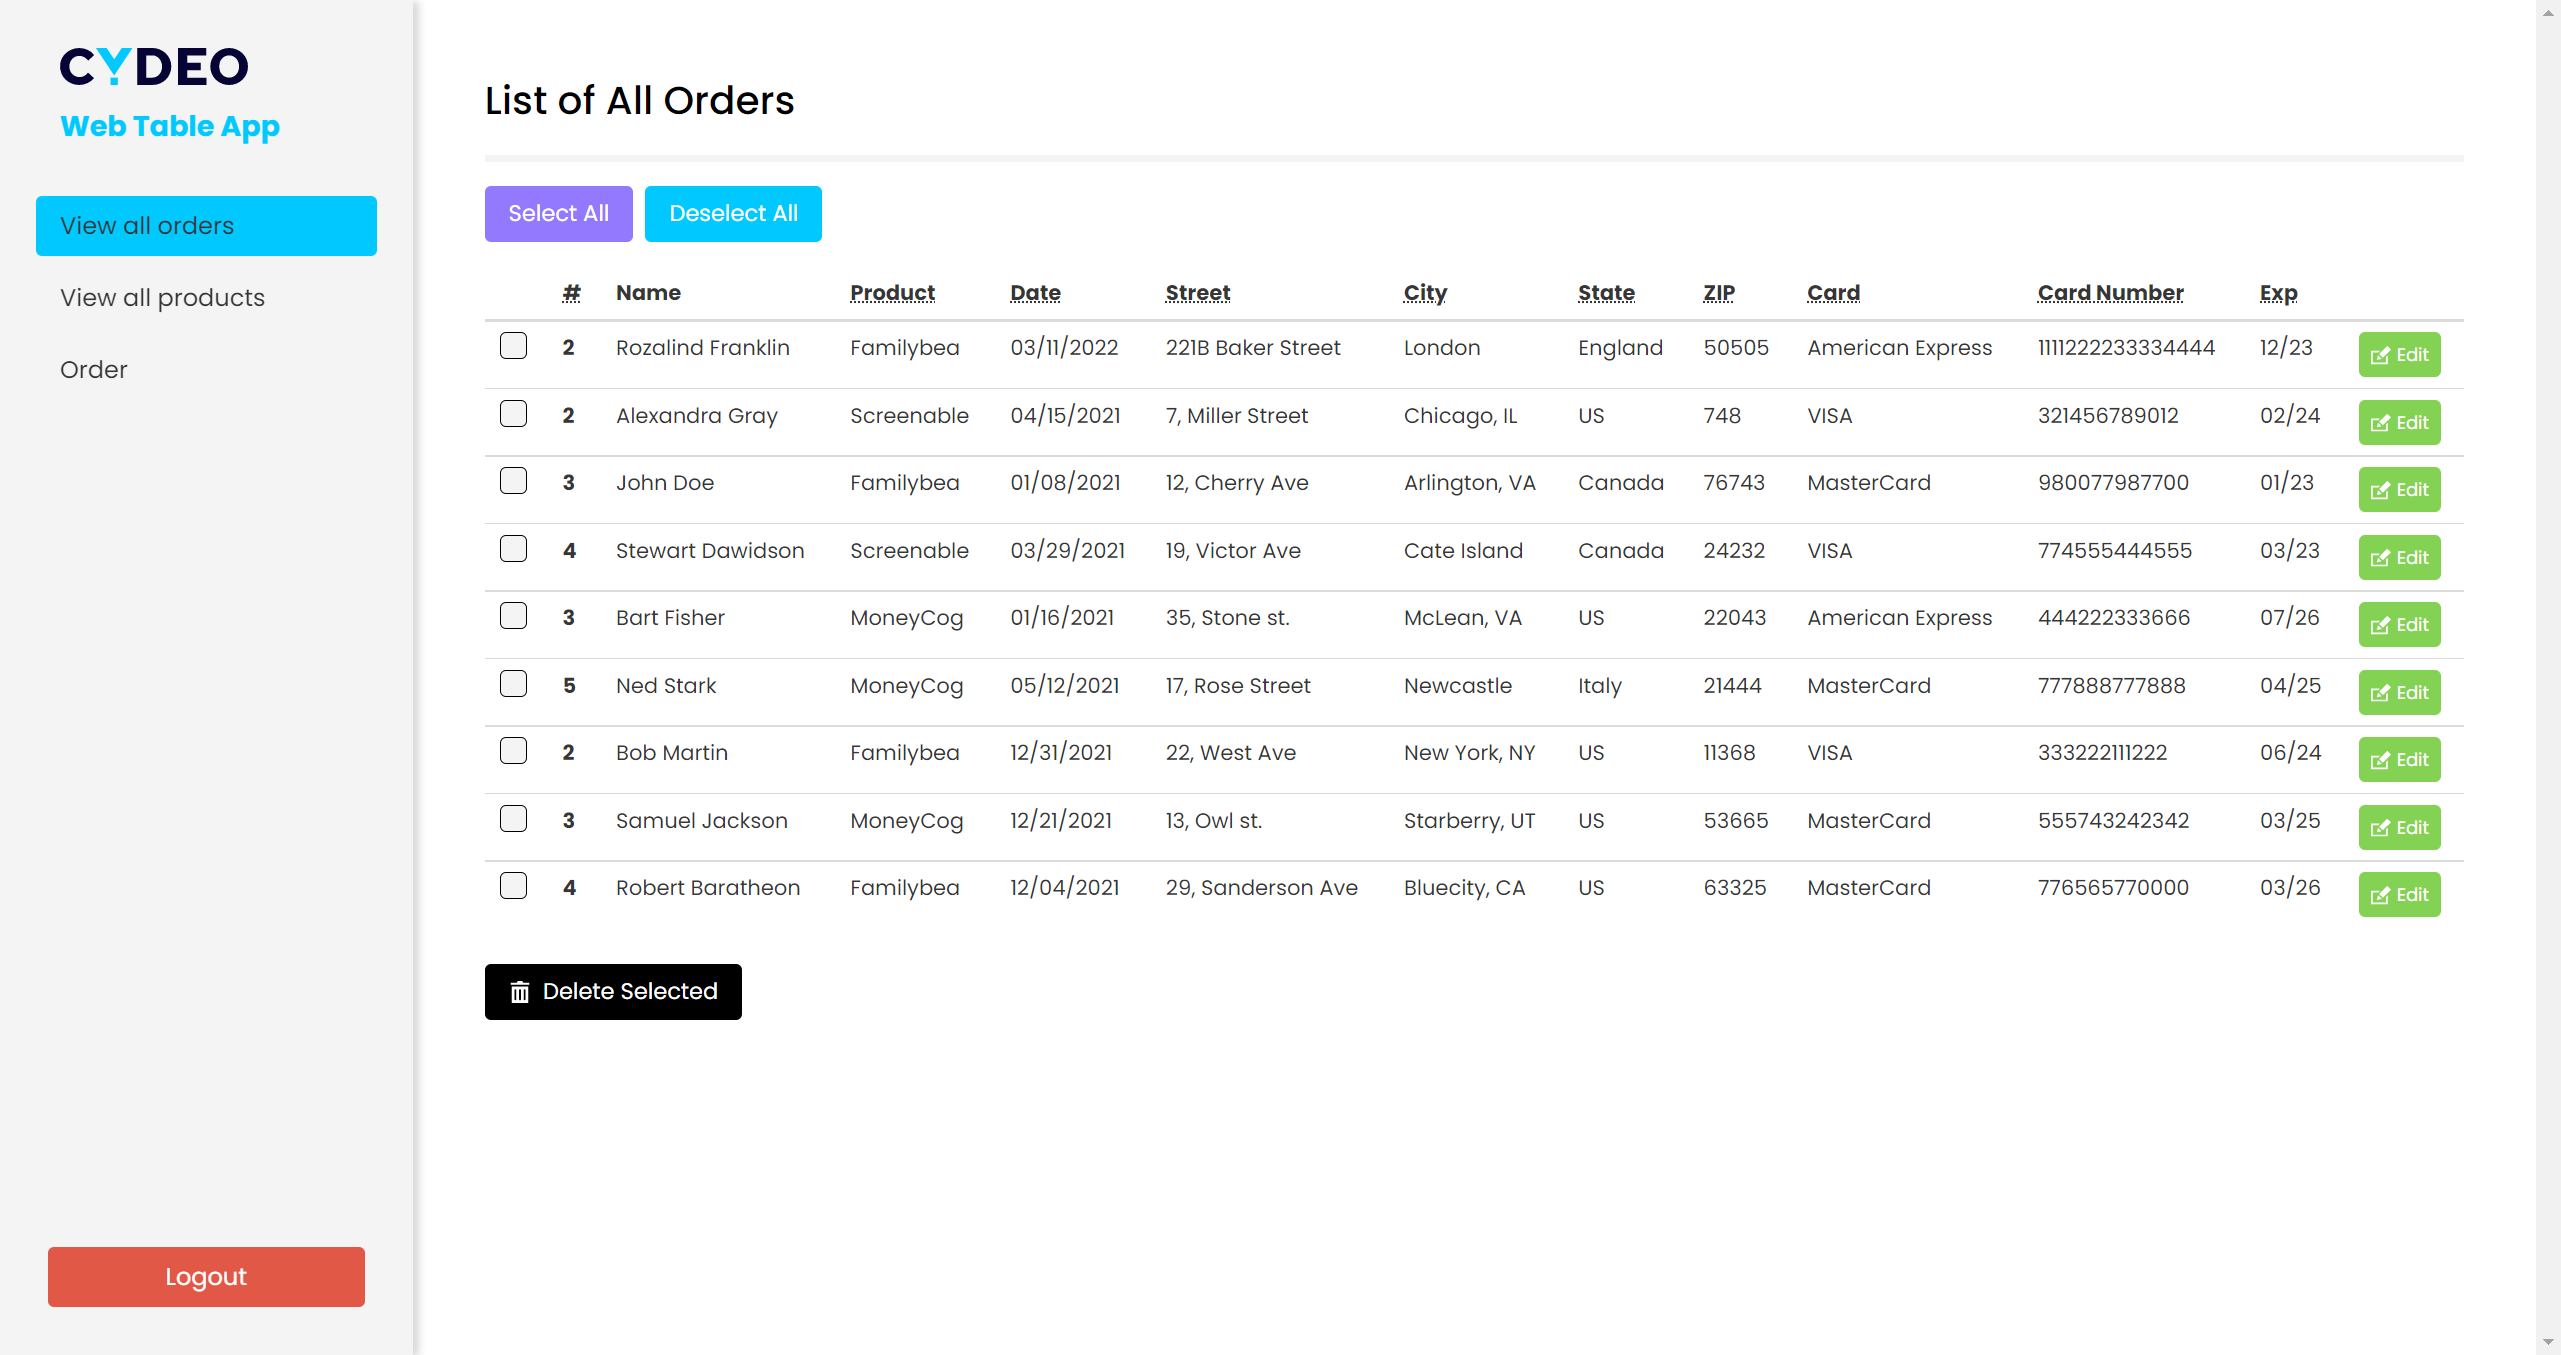 CYDEO
Web Table App
View all orders
View all products
Order
Logout
List of All Orders
Select All Deselect All
# Name Product Date Street City State ZIP Card Card Number Exp
2 Rozalind Franklin Familybea 03/11/2022 221B Baker Street London England 50505 American Express 1111222233334444 12/23 Edit
2 Alexandra Gray Screenable 04/15/2021 7, Miller Street Chicago, IL US 748 VISA 321456789012 02/24 Edit
3 John Doe Familybea 01/08/2021 12, Cherry Ave Arlington, VA Canada 76743 MasterCard 980077987700 01/23 Edit
4 Stewart Dawidson Screenable 03/29/2021 19, Victor Ave Cate Island Canada 24232 VISA 774555444555 03/23 Edit
3 Bart Fisher MoneyCog 01/16/2021 35, Stone st. McLean, VA US 22043 American Express 444222333666 07/26 Edit
5 Ned Stark MoneyCog 05/12/2021 17, Rose Street Newcastle Italy 21444 MasterCard 777888777888 04/25 Edit
2 Bob Martin Familybea 12/31/2021 22, West Ave New York, NY US 11368 VISA 333222111222 06/24 Edit
3 Samuel Jackson MoneyCog 12/21/2021 13, Owl st. Starberry, UT US 53665 MasterCard 555743242342 03/25 Edit
4 Robert Baratheon Familybea 12/04/2021 29, Sanderson Ave Bluecity, CA US 63325 MasterCard 776565770000 03/26 Edit
Delete Selected